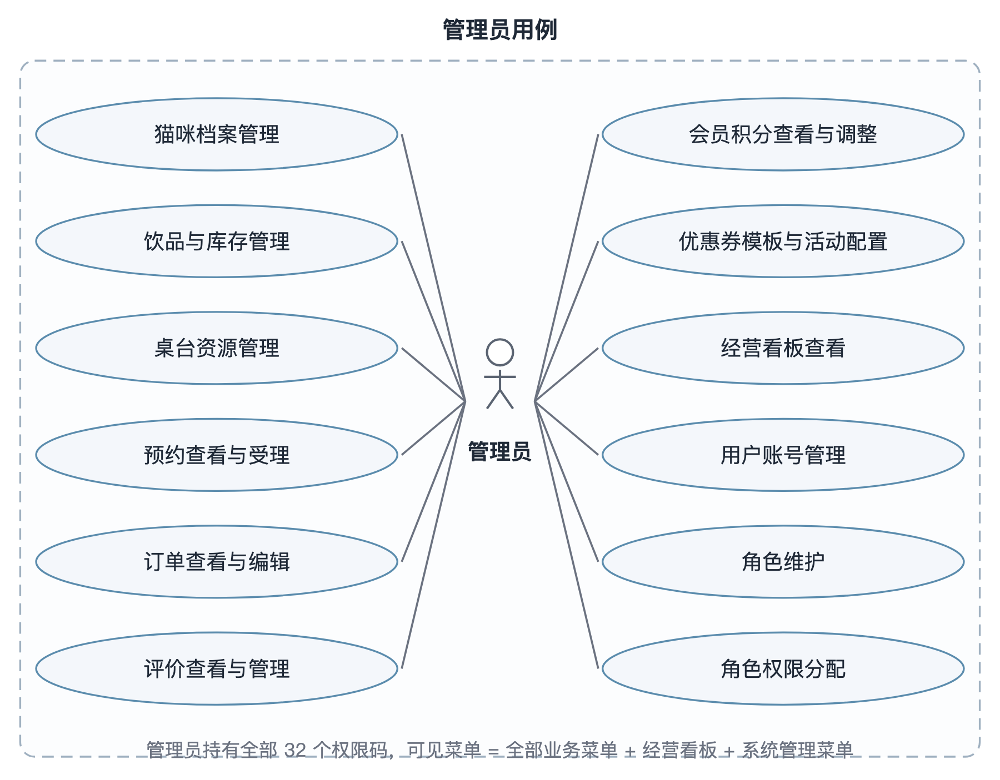 管理员用例
猫咪档案管理
饮品与库存管理
桌台资源管理
预约查看与受理
订单查看与编辑
评价查看与管理
管理员
会员积分查看与调整
优惠券模板与活动配置
经营看板查看
用户账号管理
角色维护
角色权限分配
管理员持有全部 32 个权限码，可见菜单 = 全部业务菜单 + 经营看板 + 系统管理菜单